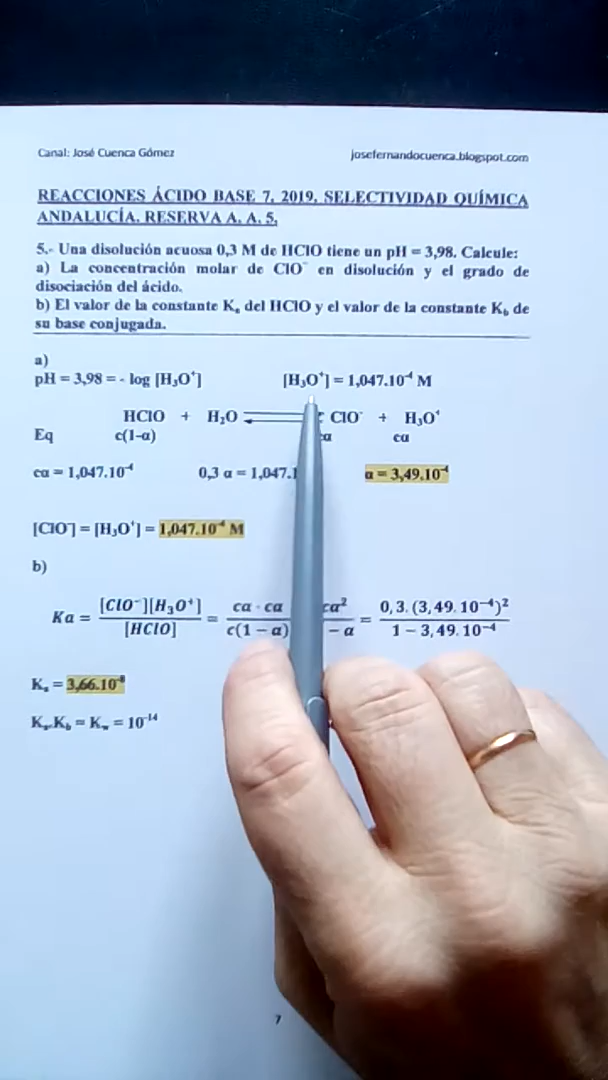 Canal: José Cuenca Gómez josefernandocuenca.blogspot.com
REACCIONES ÁCIDO BASE 7, 2019, SELECTIVIDAD QUÍMICA
ANDALUCÍA. RESERVA A. A. 5.
5.- Una disolución acuosa 0,3 M de HClO tiene un pH = 3,98. Calcule:
a) La concentración molar de ClO⁻ en disolución y el grado de
disociación del ácido.
b) El valor de la constante Kₐ del HClO y el valor de la constante K_b de
su base conjugada.
a)
pH = 3,98 = - log [H₃O⁺] [H₃O⁺] = 1,047.10⁻⁴ M
HClO + H₂O ClO⁻ + H₃O⁺
Eq c(1-α) cα cα
cα = 1,047.10⁻⁴ 0,3 α = 1,047.1 α = 3,49.10⁻⁴
[ClO⁻] = [H₃O⁺] = 1,047.10⁻⁴ M
b)
Ka = [ClO⁻][H₃O⁺] / [HClO] = cα · cα / c(1 − α) cα² / − α = 0,3. (3,49. 10⁻⁴)² / 1 − 3,49. 10⁻⁴
Kₐ = 3,66.10⁻⁸
Kₐ.K_b = K_w = 10⁻¹⁴
7